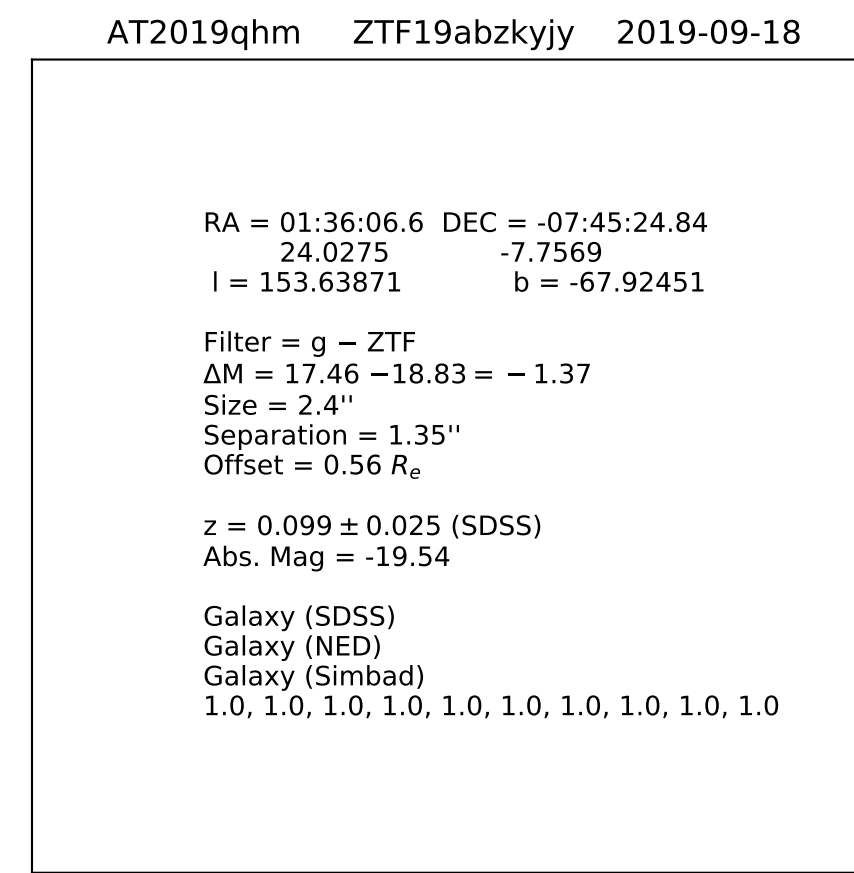 AT2019qhm ZTF19abzkyjy 2019-09-18
RA = 01:36:06.6 DEC = -07:45:24.84
24.0275 -7.7569
l = 153.63871 b = -67.92451
Filter = g − ZTF
ΔM = 17.46 −18.83 = − 1.37
Size = 2.4''
Separation = 1.35''
Offset = 0.56 Rₑ
z = 0.099 ± 0.025 (SDSS)
Abs. Mag = -19.54
Galaxy (SDSS)
Galaxy (NED)
Galaxy (Simbad)
1.0, 1.0, 1.0, 1.0, 1.0, 1.0, 1.0, 1.0, 1.0, 1.0